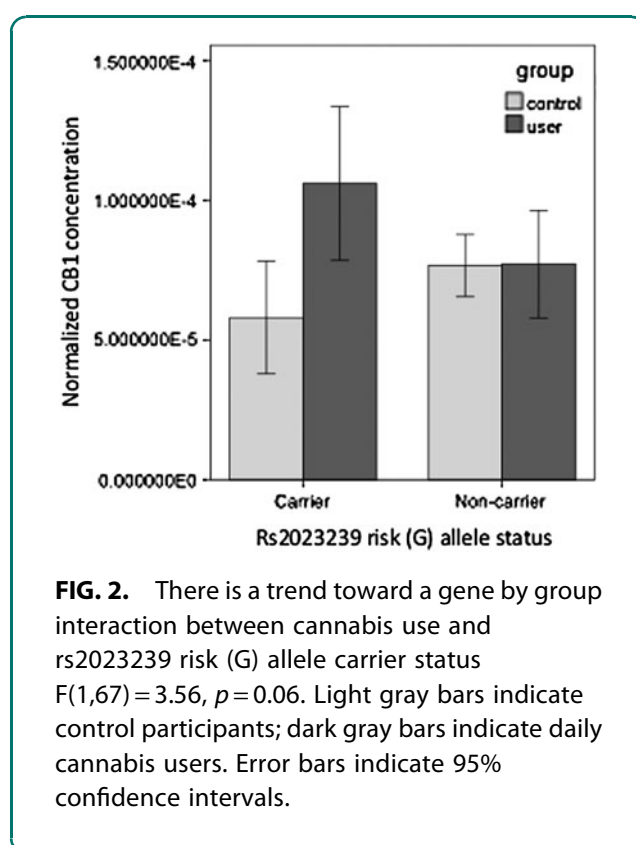 1.500000E-4
1.000000E-4
5.000000E-5
0.000000E0
Normalized CB1 concentration
group
control
user
Carrier
Non-carrier
Rs2023239 risk (G) allele status
FIG. 2. There is a trend toward a gene by group
interaction between cannabis use and
rs2023239 risk (G) allele carrier status
F(1,67) = 3.56, p = 0.06. Light gray bars indicate
control participants; dark gray bars indicate daily
cannabis users. Error bars indicate 95%
confidence intervals.